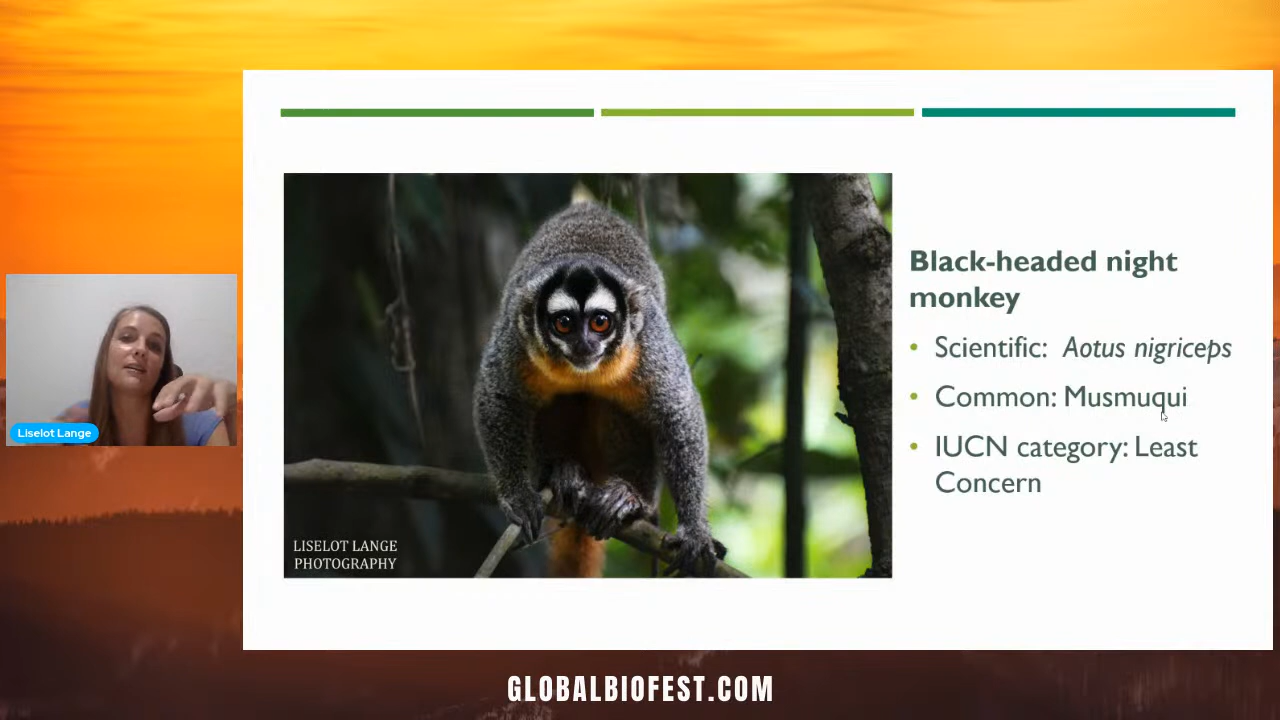 Black-headed night
monkey
• Scientific: Aotus nigriceps
• Common: Musmuqui
• IUCN category: Least
Concern
LISELOT LANGE
PHOTOGRAPHY
Liselot Lange
GLOBALBIOFEST.COM